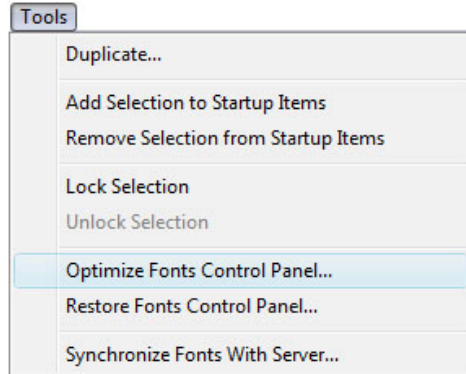 Tools
Duplicate...
Add Selection to Startup Items
Remove Selection from Startup Items
Lock Selection
Unlock Selection
Optimize Fonts Control Panel...
Restore Fonts Control Panel...
Synchronize Fonts With Server...